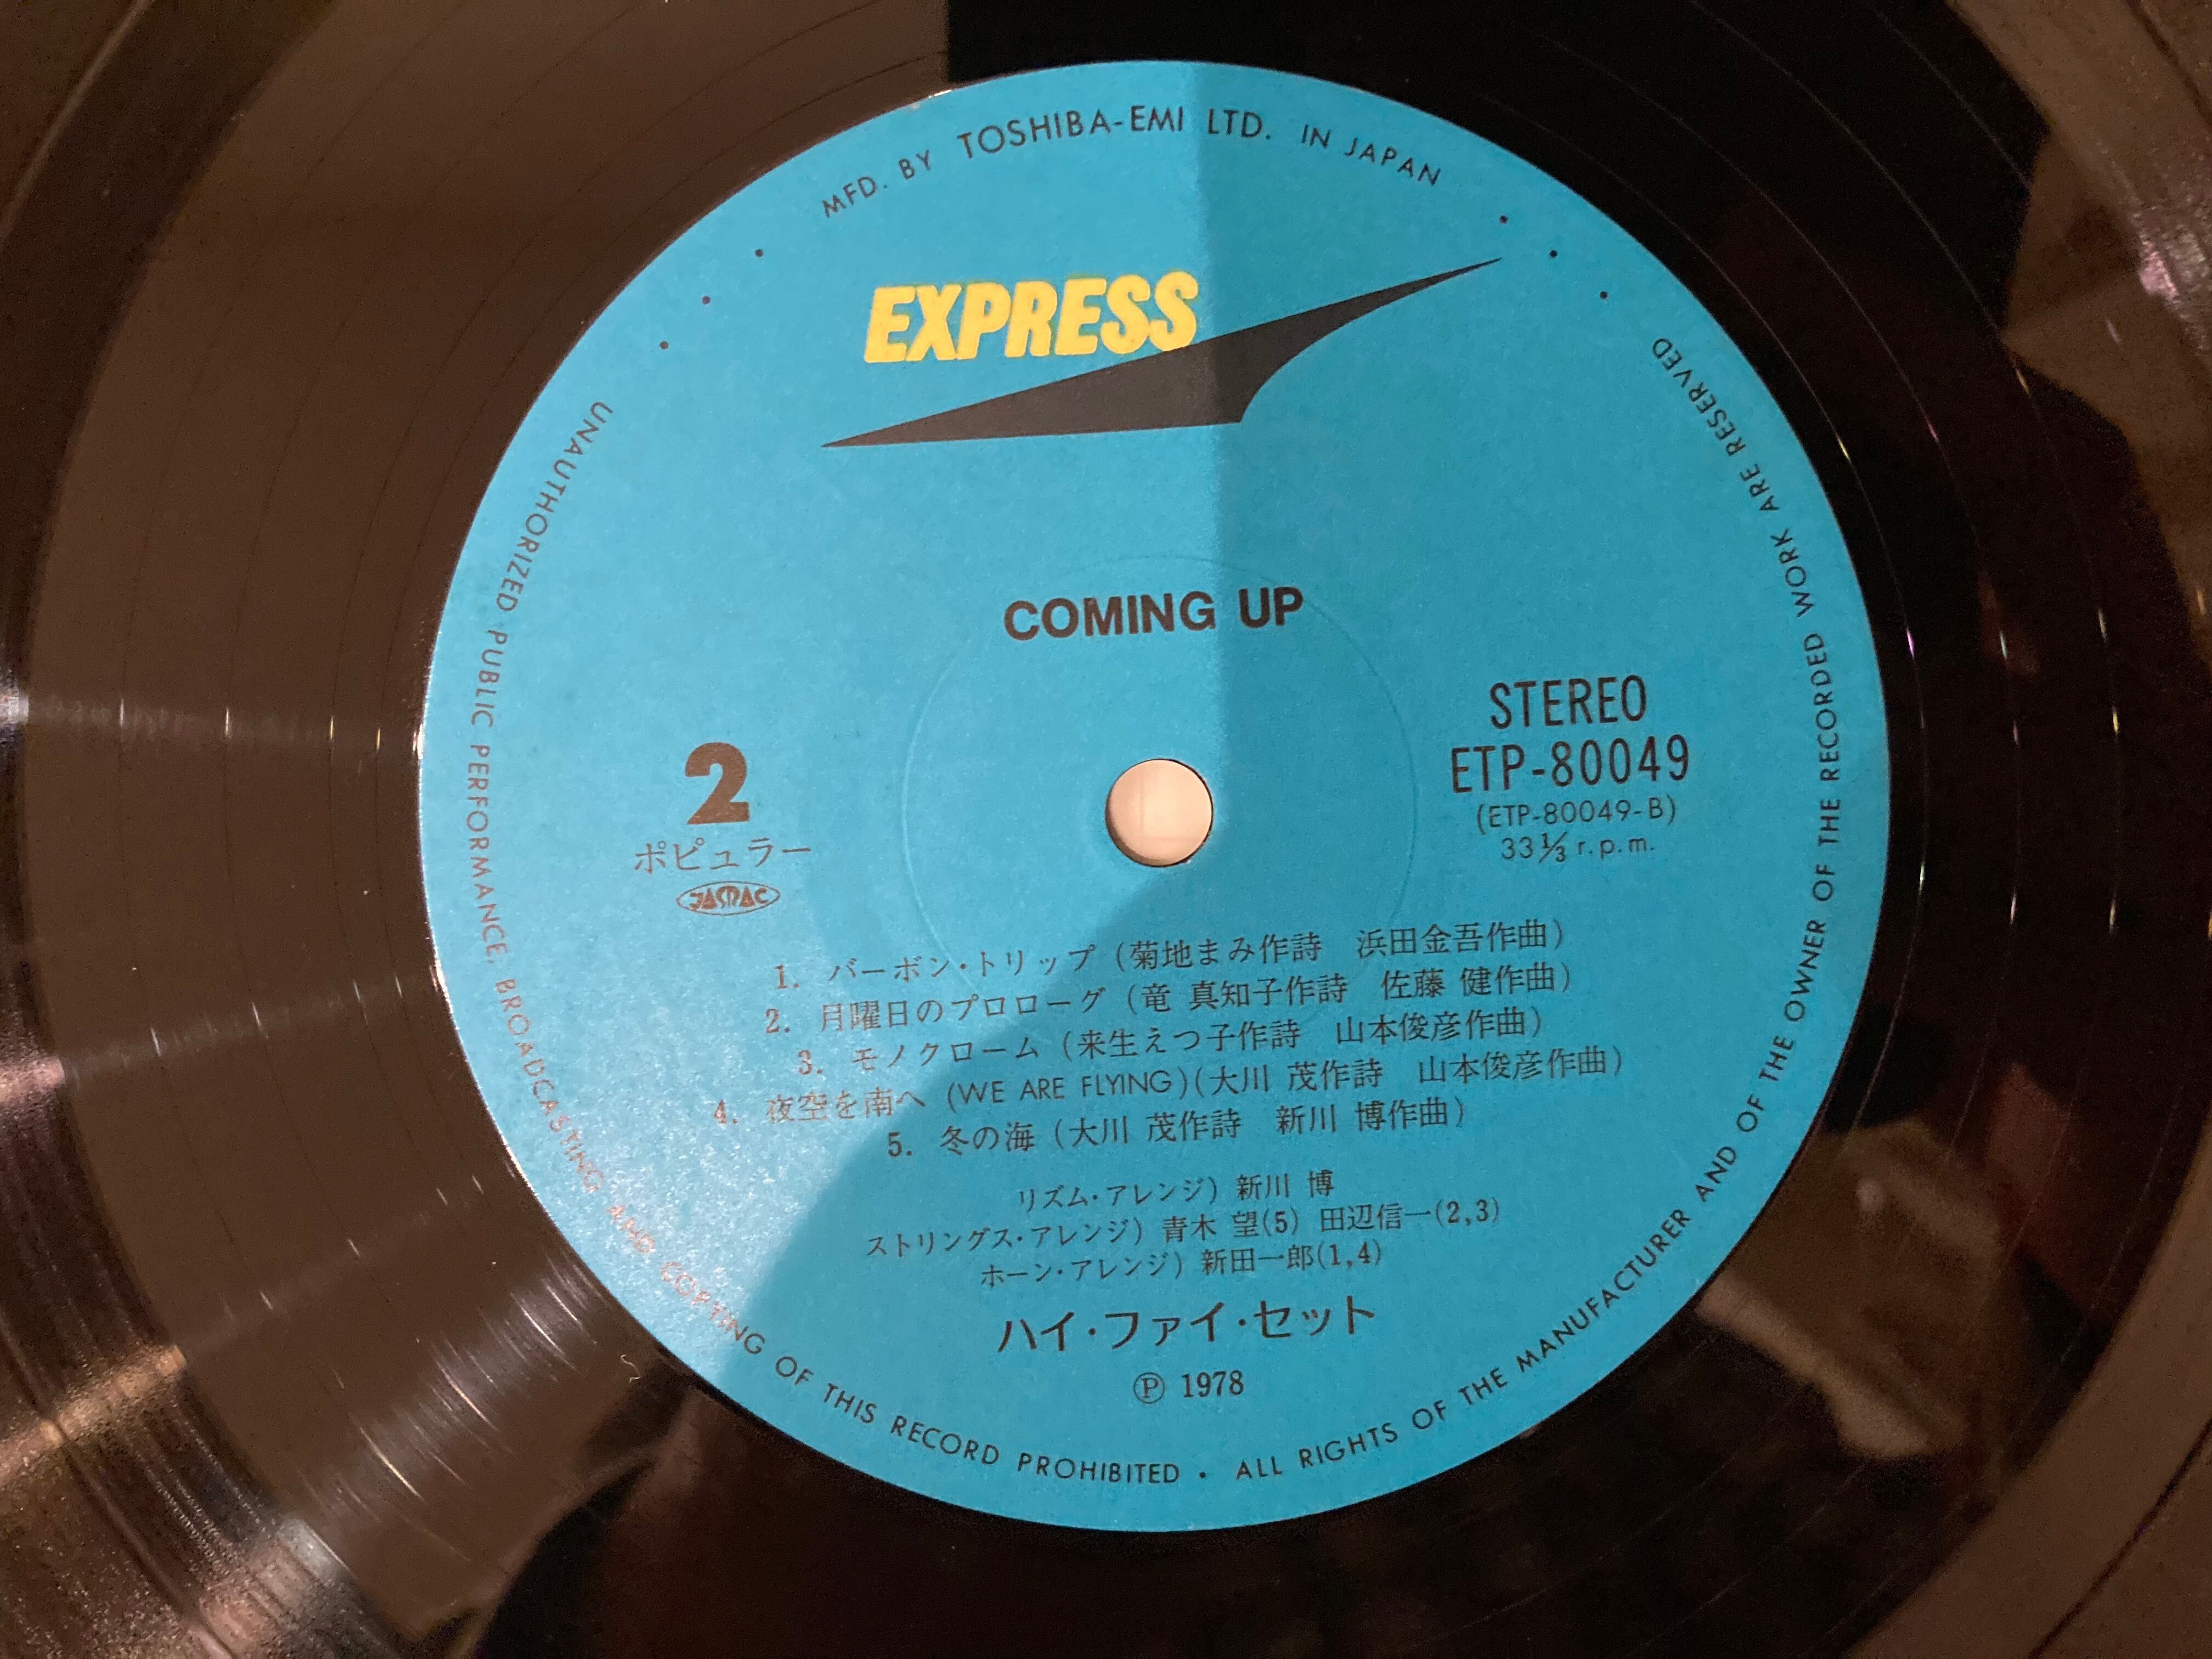 MFD. BY TOSHIBA-EMI LTD. IN JAPAN
EXPRESS
COMING UP
STEREO
ETP-80049
(ETP-80049-B)
33⅓ r.p.m.
2
ポピュラー
JASRAC
1. バーボン・トリップ (菊地まみ作詩 浜田金吾作曲)
2. 月曜日のプロローグ (竜 真知子作詩 佐藤 健作曲)
3. モノクローム (来生えつ子作詩 山本俊彦作曲)
4. 夜空を南へ (WE ARE FLYING)(大川 茂作詩 山本俊彦作曲)
5. 冬の海 (大川 茂作詩 新川 博作曲)
リズム・アレンジ) 新川 博
ストリングス・アレンジ) 青木 望(5) 田辺信一(2,3)
ホーン・アレンジ) 新田一郎(1,4)
ハイ・ファイ・セット
Ⓟ 1978
UNAUTHORIZED PUBLIC PERFORMANCE, BROADCASTING AND COPYING OF THIS RECORD PROHIBITED • ALL RIGHTS OF THE MANUFACTURER AND OF THE OWNER OF THE RECORDED WORK ARE RESERVED